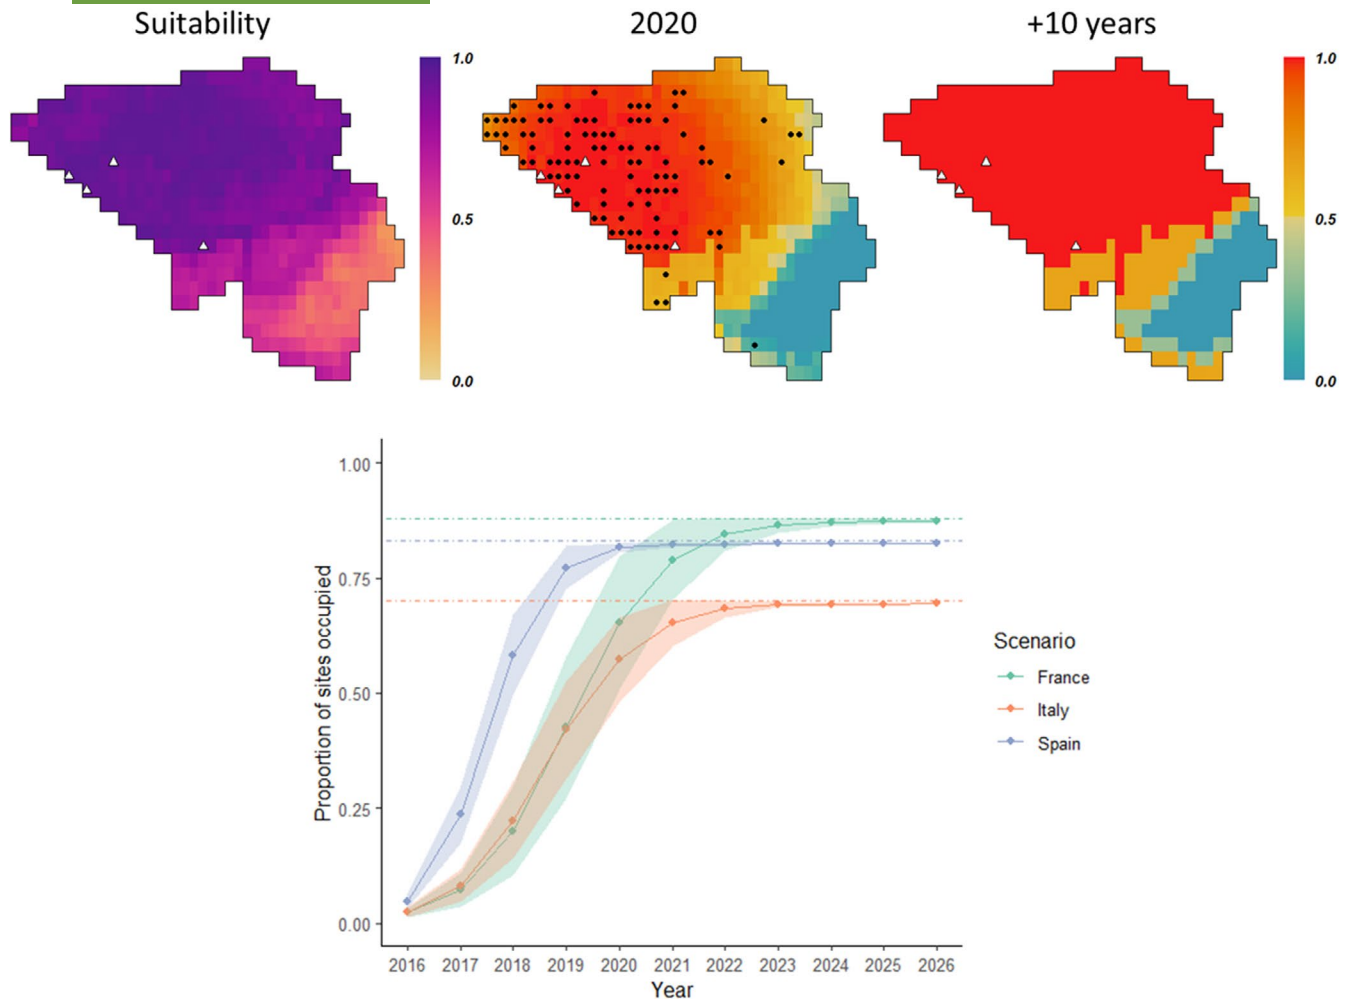 Suitability 2020 +10 years
1.0 1.0
0.5 0.5
0.0 0.0
1.00
0.75
0.50
0.25
0.00
Proportion of sites occupied
Scenario
France
Italy
Spain
2016 2017 2018 2019 2020 2021 2022 2023 2024 2025 2026
Year